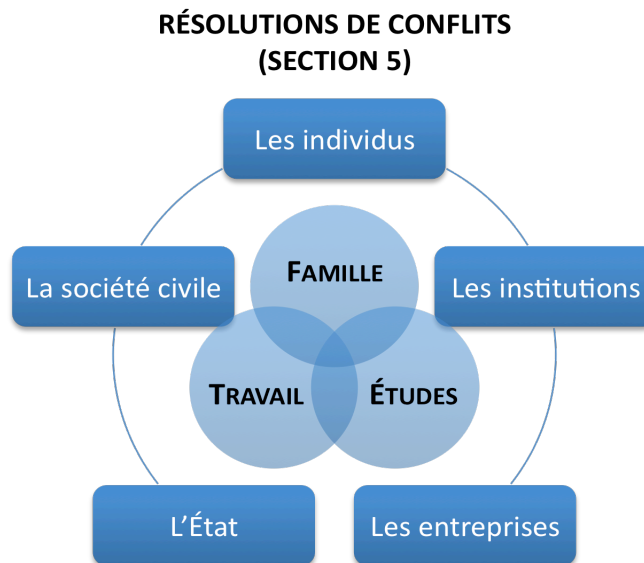 RÉSOLUTIONS DE CONFLITS
(SECTION 5)
Les individus
FAMILLE
La société civile
Les institutions
TRAVAIL
ÉTUDES
L’État
Les entreprises